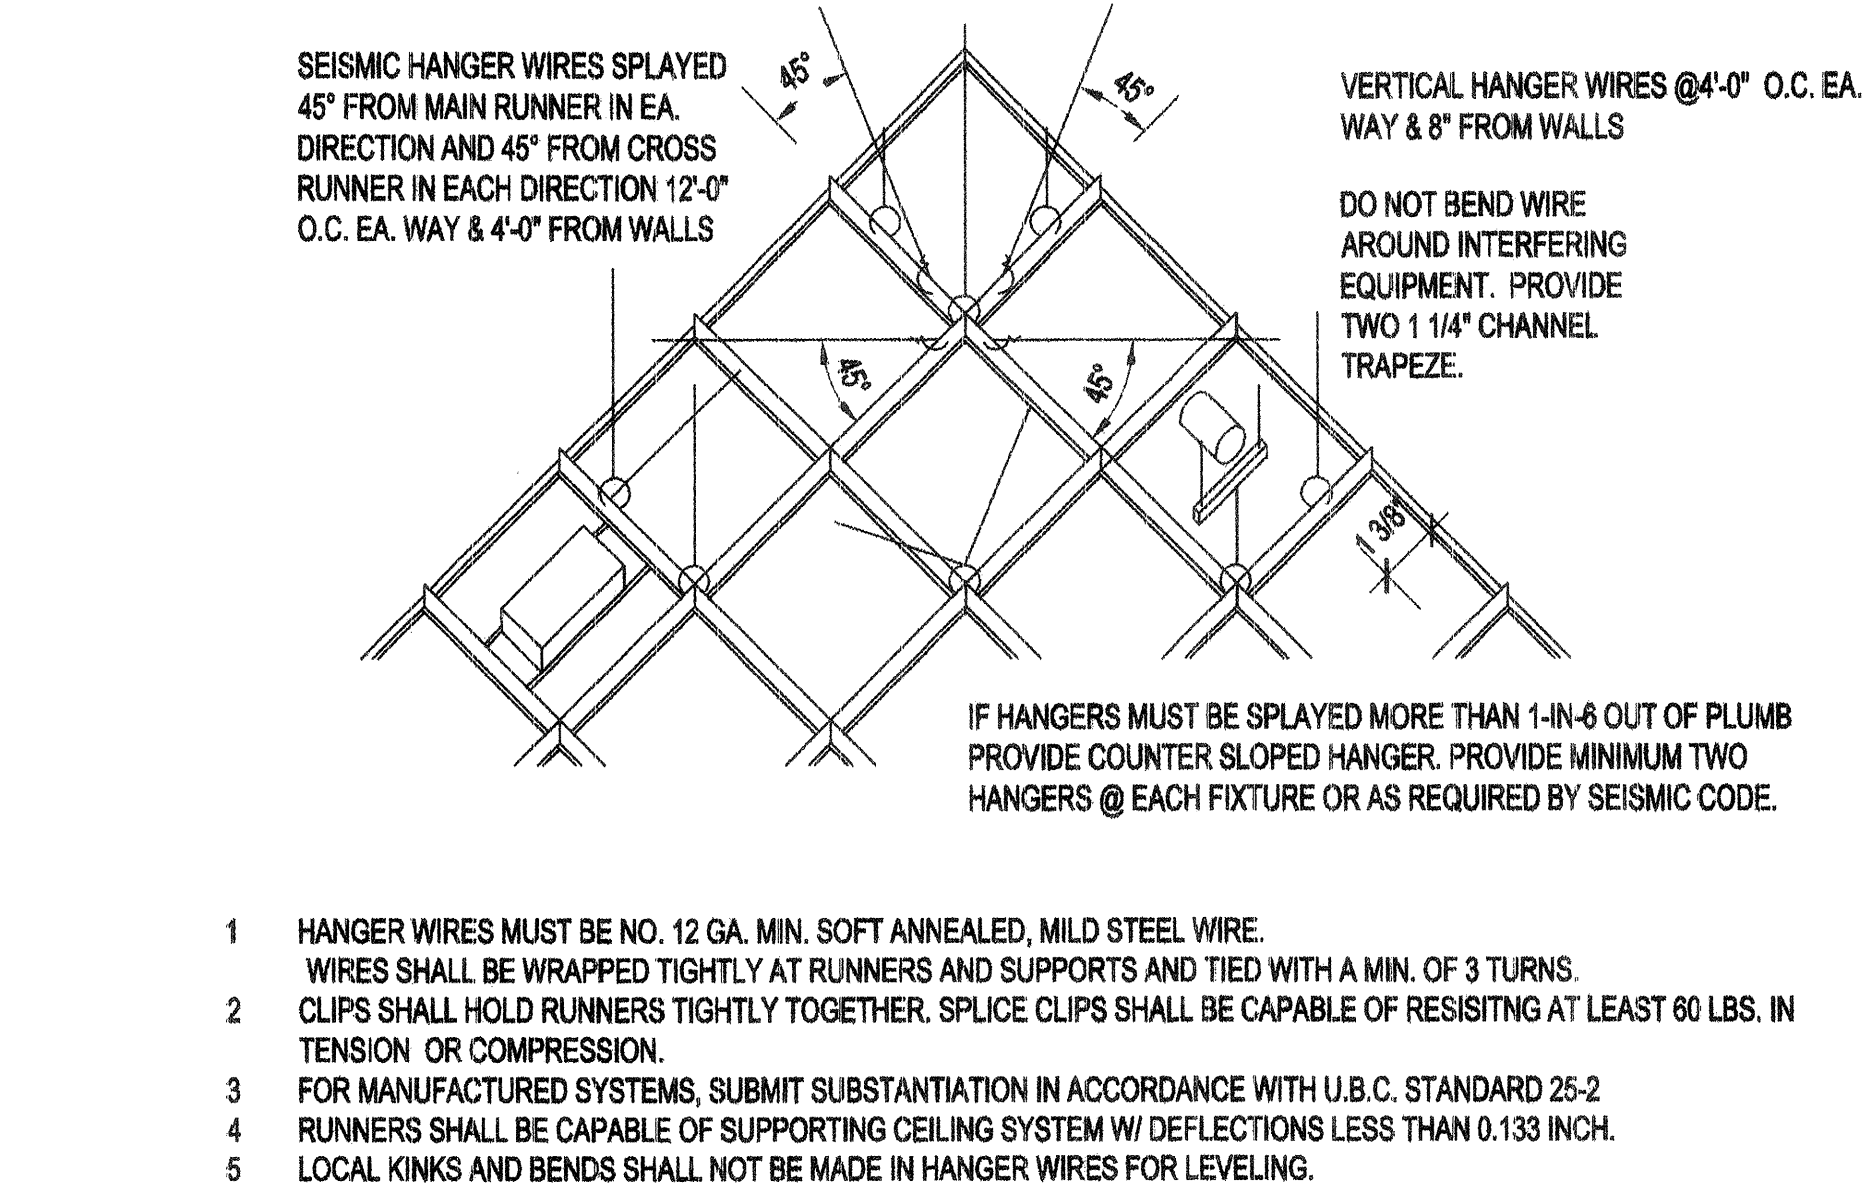 SEISMIC HANGER WIRES SPLAYED
45° FROM MAIN RUNNER IN EA.
DIRECTION AND 45° FROM CROSS
RUNNER IN EACH DIRECTION 12'-0"
O.C. EA. WAY & 4'-0" FROM WALLS
45°
45°
VERTICAL HANGER WIRES @4'-0" O.C. EA.
WAY & 8" FROM WALLS
DO NOT BEND WIRE
AROUND INTERFERING
EQUIPMENT. PROVIDE
TWO 1 1/4" CHANNEL
TRAPEZE.
45°
45°
1 3/8"
IF HANGERS MUST BE SPLAYED MORE THAN 1-IN-6 OUT OF PLUMB
PROVIDE COUNTER SLOPED HANGER. PROVIDE MINIMUM TWO
HANGERS @ EACH FIXTURE OR AS REQUIRED BY SEISMIC CODE.
1 HANGER WIRES MUST BE NO. 12 GA. MIN. SOFT ANNEALED, MILD STEEL WIRE.
WIRES SHALL BE WRAPPED TIGHTLY AT RUNNERS AND SUPPORTS AND TIED WITH A MIN. OF 3 TURNS.
2 CLIPS SHALL HOLD RUNNERS TIGHTLY TOGETHER. SPLICE CLIPS SHALL BE CAPABLE OF RESISITNG AT LEAST 60 LBS. IN
TENSION OR COMPRESSION.
3 FOR MANUFACTURED SYSTEMS, SUBMIT SUBSTANTIATION IN ACCORDANCE WITH U.B.C. STANDARD 25-2
4 RUNNERS SHALL BE CAPABLE OF SUPPORTING CEILING SYSTEM W/ DEFLECTIONS LESS THAN 0.133 INCH.
5 LOCAL KINKS AND BENDS SHALL NOT BE MADE IN HANGER WIRES FOR LEVELING.